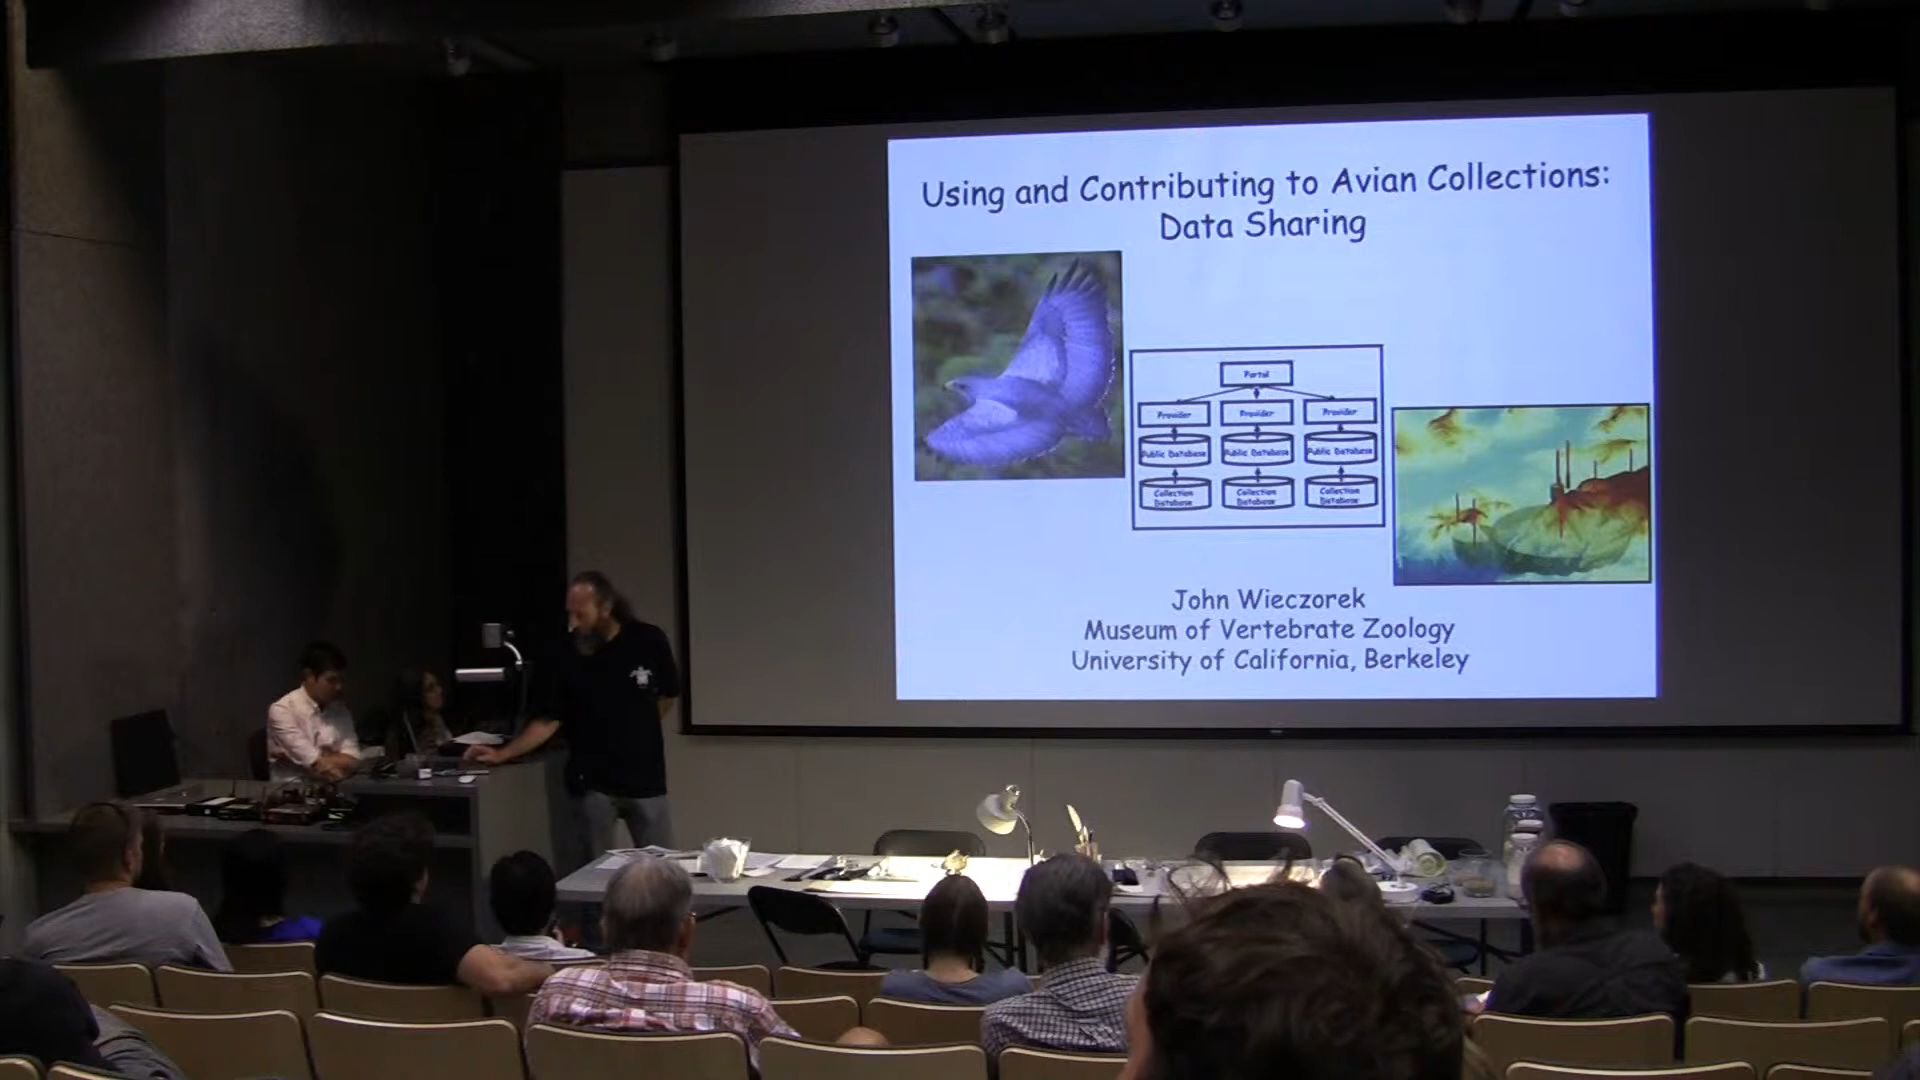 Using and Contributing to Avian Collections:
Data Sharing
Portal
Provider
Provider
Provider
Public Database
Public Database
Public Database
Collection
Database
Collection
Database
Collection
Database
John Wieczorek
Museum of Vertebrate Zoology
University of California, Berkeley